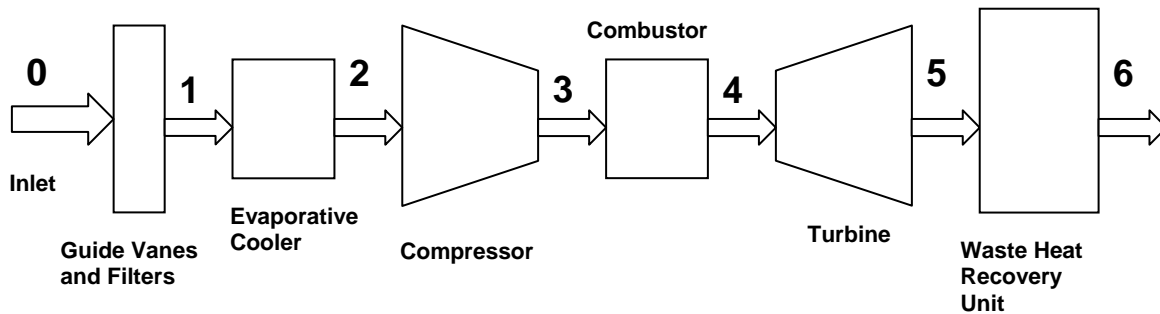 0
Inlet
Guide Vanes
and Filters
1
Evaporative
Cooler
2
Compressor
3
Combustor
4
Turbine
5
Waste Heat
Recovery
Unit
6